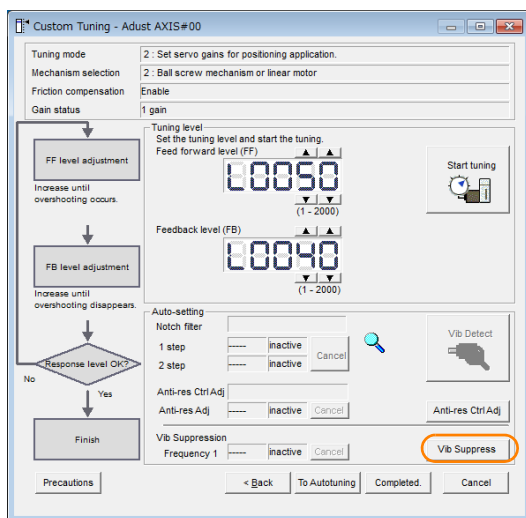 Custom Tuning - Adust AXIS#00
Tuning mode 2 : Set servo gains for positioning application.
Mechanism selection 2 : Ball screw mechanism or linear motor
Friction compensation Enable
Gain status 1 gain
FF level adjustment
Increase until
overshooting occurs.
FB level adjustment
Increase until
overshooting disappears.
Response level OK?
No
Yes
Finish
Tuning level
Set the tuning level and start the tuning.
Feed forward level (FF)
L0050
(1 - 2000)
Feedback level (FB)
L0040
(1 - 2000)
Start tuning
Auto-setting
Notch filter
1 step ----- inactive
2 step ----- inactive
Cancel
Vib Detect
Anti-res Ctrl Adj
Anti-res Adj ----- inactive Cancel
Anti-res Ctrl Adj
Vib Suppression
Frequency 1 ----- inactive Cancel
Vib Suppress
Precautions
< Back
To Autotuning
Completed.
Cancel